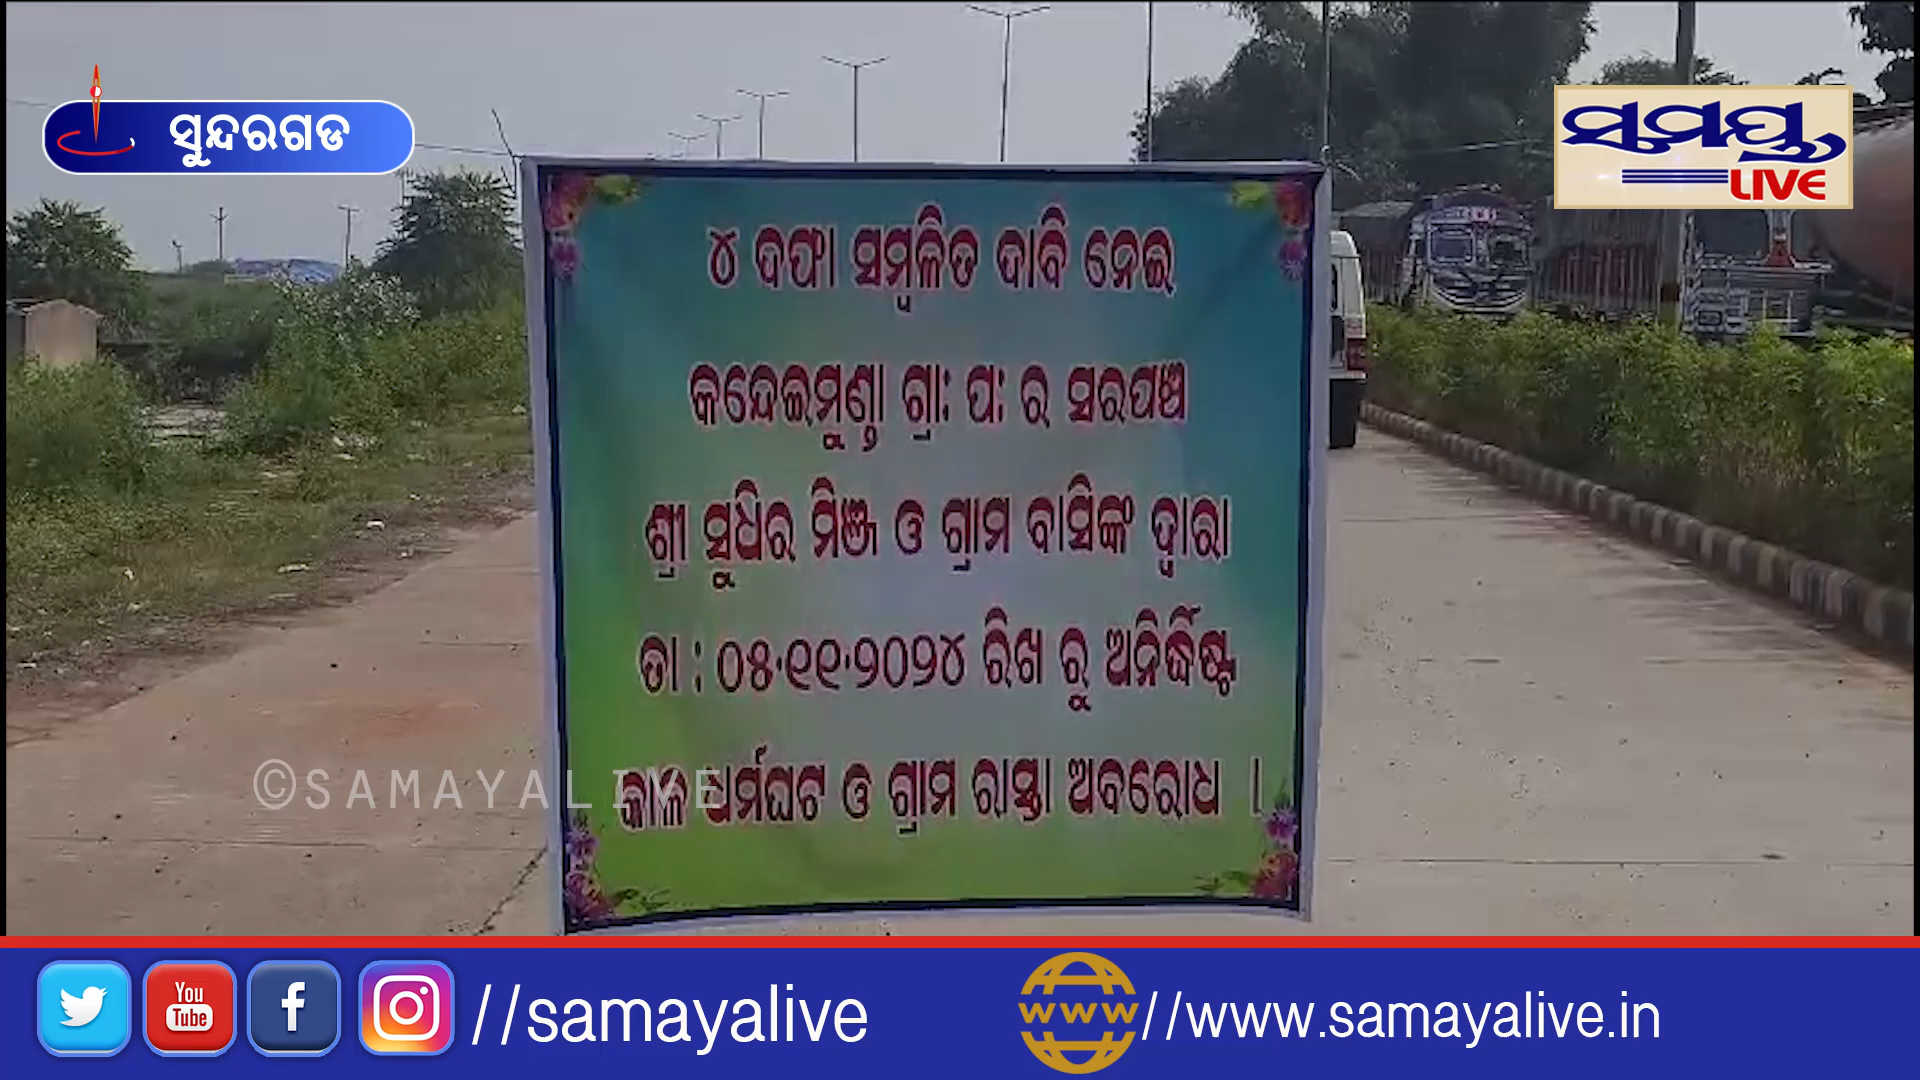 ସୁନ୍ଦରଗଡ
ସମୟ
LIVE
୪ ଦଫା ସମ୍ବଳିତ ଦାବି ନେଇ
କନ୍ଦେଇମୁଣ୍ଡା ଗ୍ରାଃ ପଃ ର ସରପଞ୍ଚ
ଶ୍ରୀ ସୁଧିର ମିଞ୍ଜ ଓ ଗ୍ରାମ ବାସିଙ୍କ ଦ୍ୱାରା
ତା : ୦୫.୧୧.୨୦୨୪ ରିଖ ରୁ ଅନିର୍ଦ୍ଧିଷ୍ଟ
କାଳ ଧର୍ମଘଟ ଓ ଗ୍ରାମ ରାସ୍ତା ଅବରୋଧ ।
©SAMAYALIVE
You
Tube
//samayalive
www//www.samayalive.in